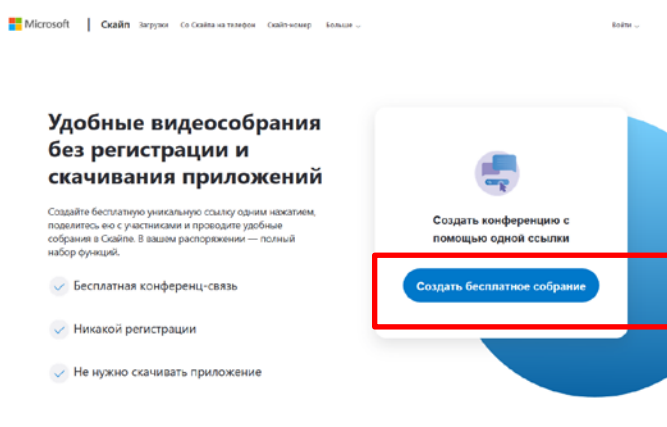 Microsoft | Скайп Загрузки Со Скайпа на телефон Скайп-номер Больше Войти
Удобные видеособрания
без регистрации и
скачивания приложений
Создайте бесплатную уникальную ссылку одним нажатием,
поделитесь ею с участниками и проводите удобные
собрания в Скайпе. В вашем распоряжении — полный
набор функций.
Бесплатная конференц-связь
Никакой регистрации
Не нужно скачивать приложение
Создать конференцию с
помощью одной ссылки
Создать бесплатное собрание